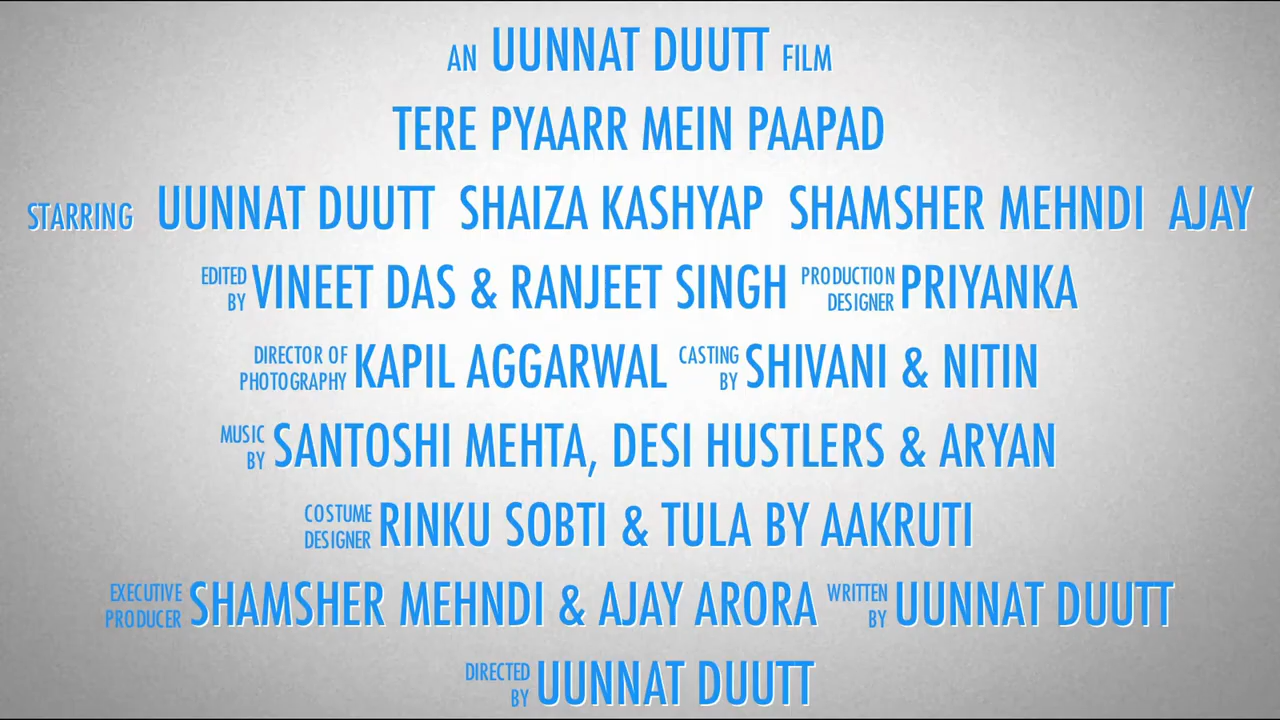 AN UUNNAT DUUTT FILM
TERE PYAARR MEIN PAAPAD
STARRING UUNNAT DUUTT SHAIZA KASHYAP SHAMSHER MEHNDI AJAY
EDITED BY VINEET DAS & RANJEET SINGH PRODUCTION DESIGNER PRIYANKA
DIRECTOR OF PHOTOGRAPHY KAPIL AGGARWAL CASTING BY SHIVANI & NITIN
MUSIC BY SANTOSHI MEHTA, DESI HUSTLERS & ARYAN
COSTUME DESIGNER RINKU SOBTI & TULA BY AAKRUTI
EXECUTIVE PRODUCER SHAMSHER MEHNDI & AJAY ARORA WRITTEN BY UUNNAT DUUTT
DIRECTED BY UUNNAT DUUTT